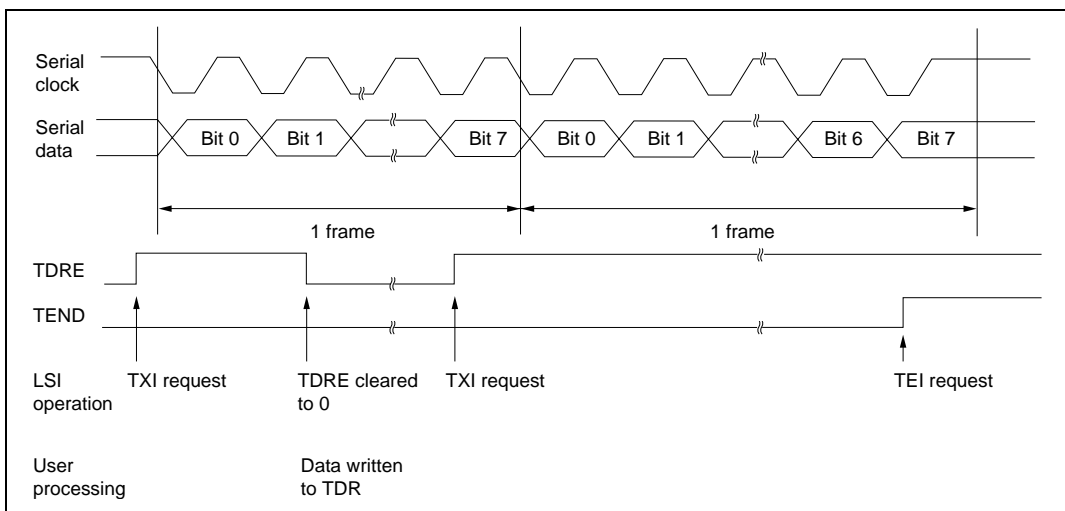 Serial
clock
Serial
data
Bit 0
Bit 1
Bit 7
Bit 0
Bit 1
Bit 6
Bit 7
1 frame
1 frame
TDRE
TEND
LSI
operation
TXI request
TDRE cleared
to 0
TXI request
TEI request
User
processing
Data written
to TDR